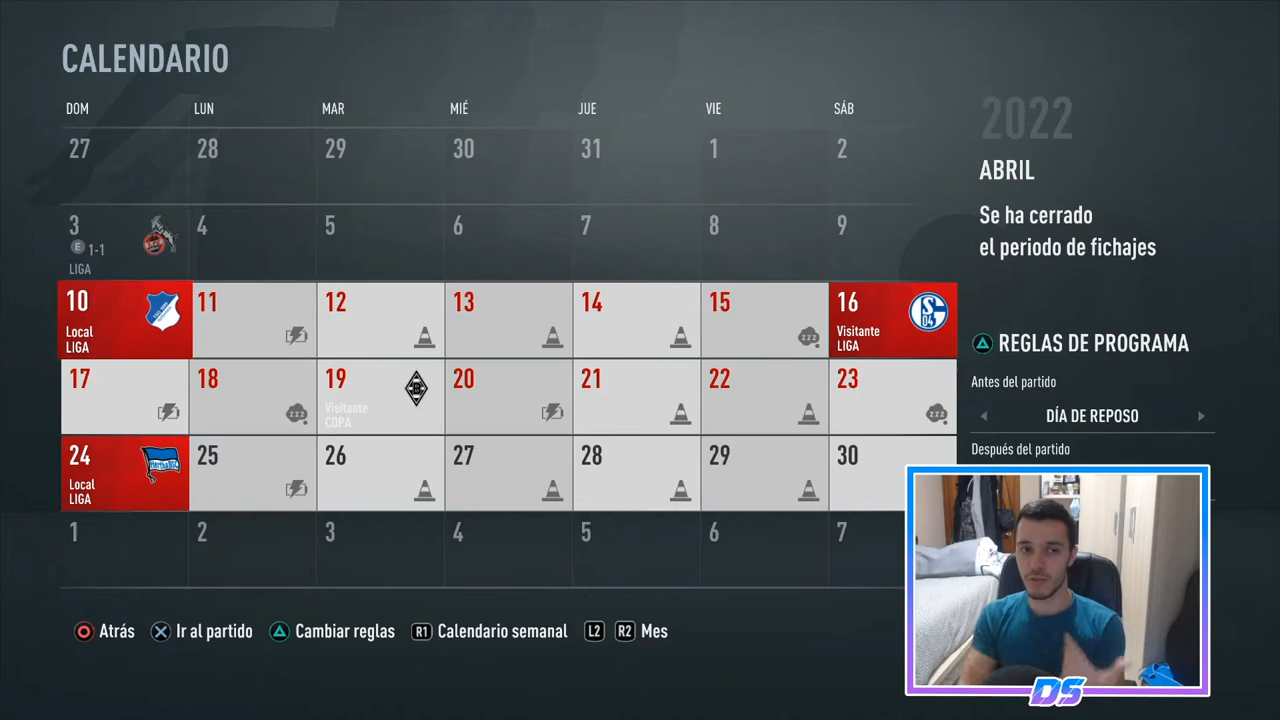 CALENDARIO
DOM LUN MAR MIÉ JUE VIE SÁB
27 28 29 30 31 1 2
3 4 5 6 7 8 9
E 1-1
LIGA
10 11 12 13 14 15 16
Local
LIGA
Visitante
LIGA
S 04
17 18 19 20 21 22 23
Visitante
COPA
B
24 25 26 27 28 29 30
Local
LIGA
Hertha BSC
1 2 3 4 5 6 7
2022
ABRIL
Se ha cerrado
el periodo de fichajes
REGLAS DE PROGRAMA
Antes del partido
DÍA DE REPOSO
Después del partido
Atrás Ir al partido Cambiar reglas R1 Calendario semanal L2 R2 Mes
DS